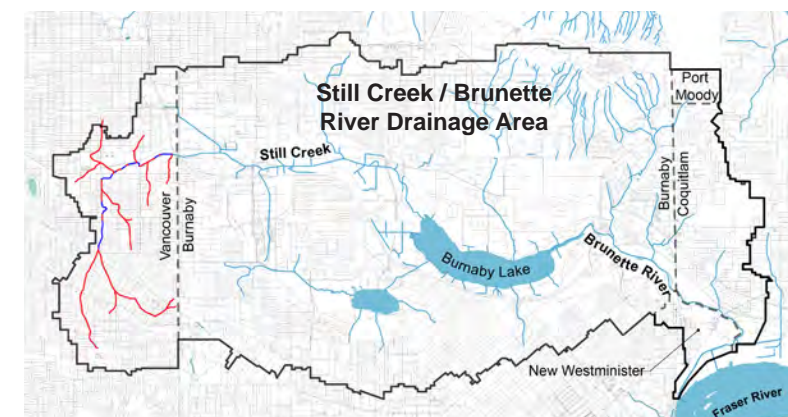 Still Creek / Brunette
River Drainage Area
Port
Moody
Still Creek
Vancouver
Burnaby
Burnaby
Coquitlam
Burnaby Lake
Brunette River
New Westminister
Fraser River